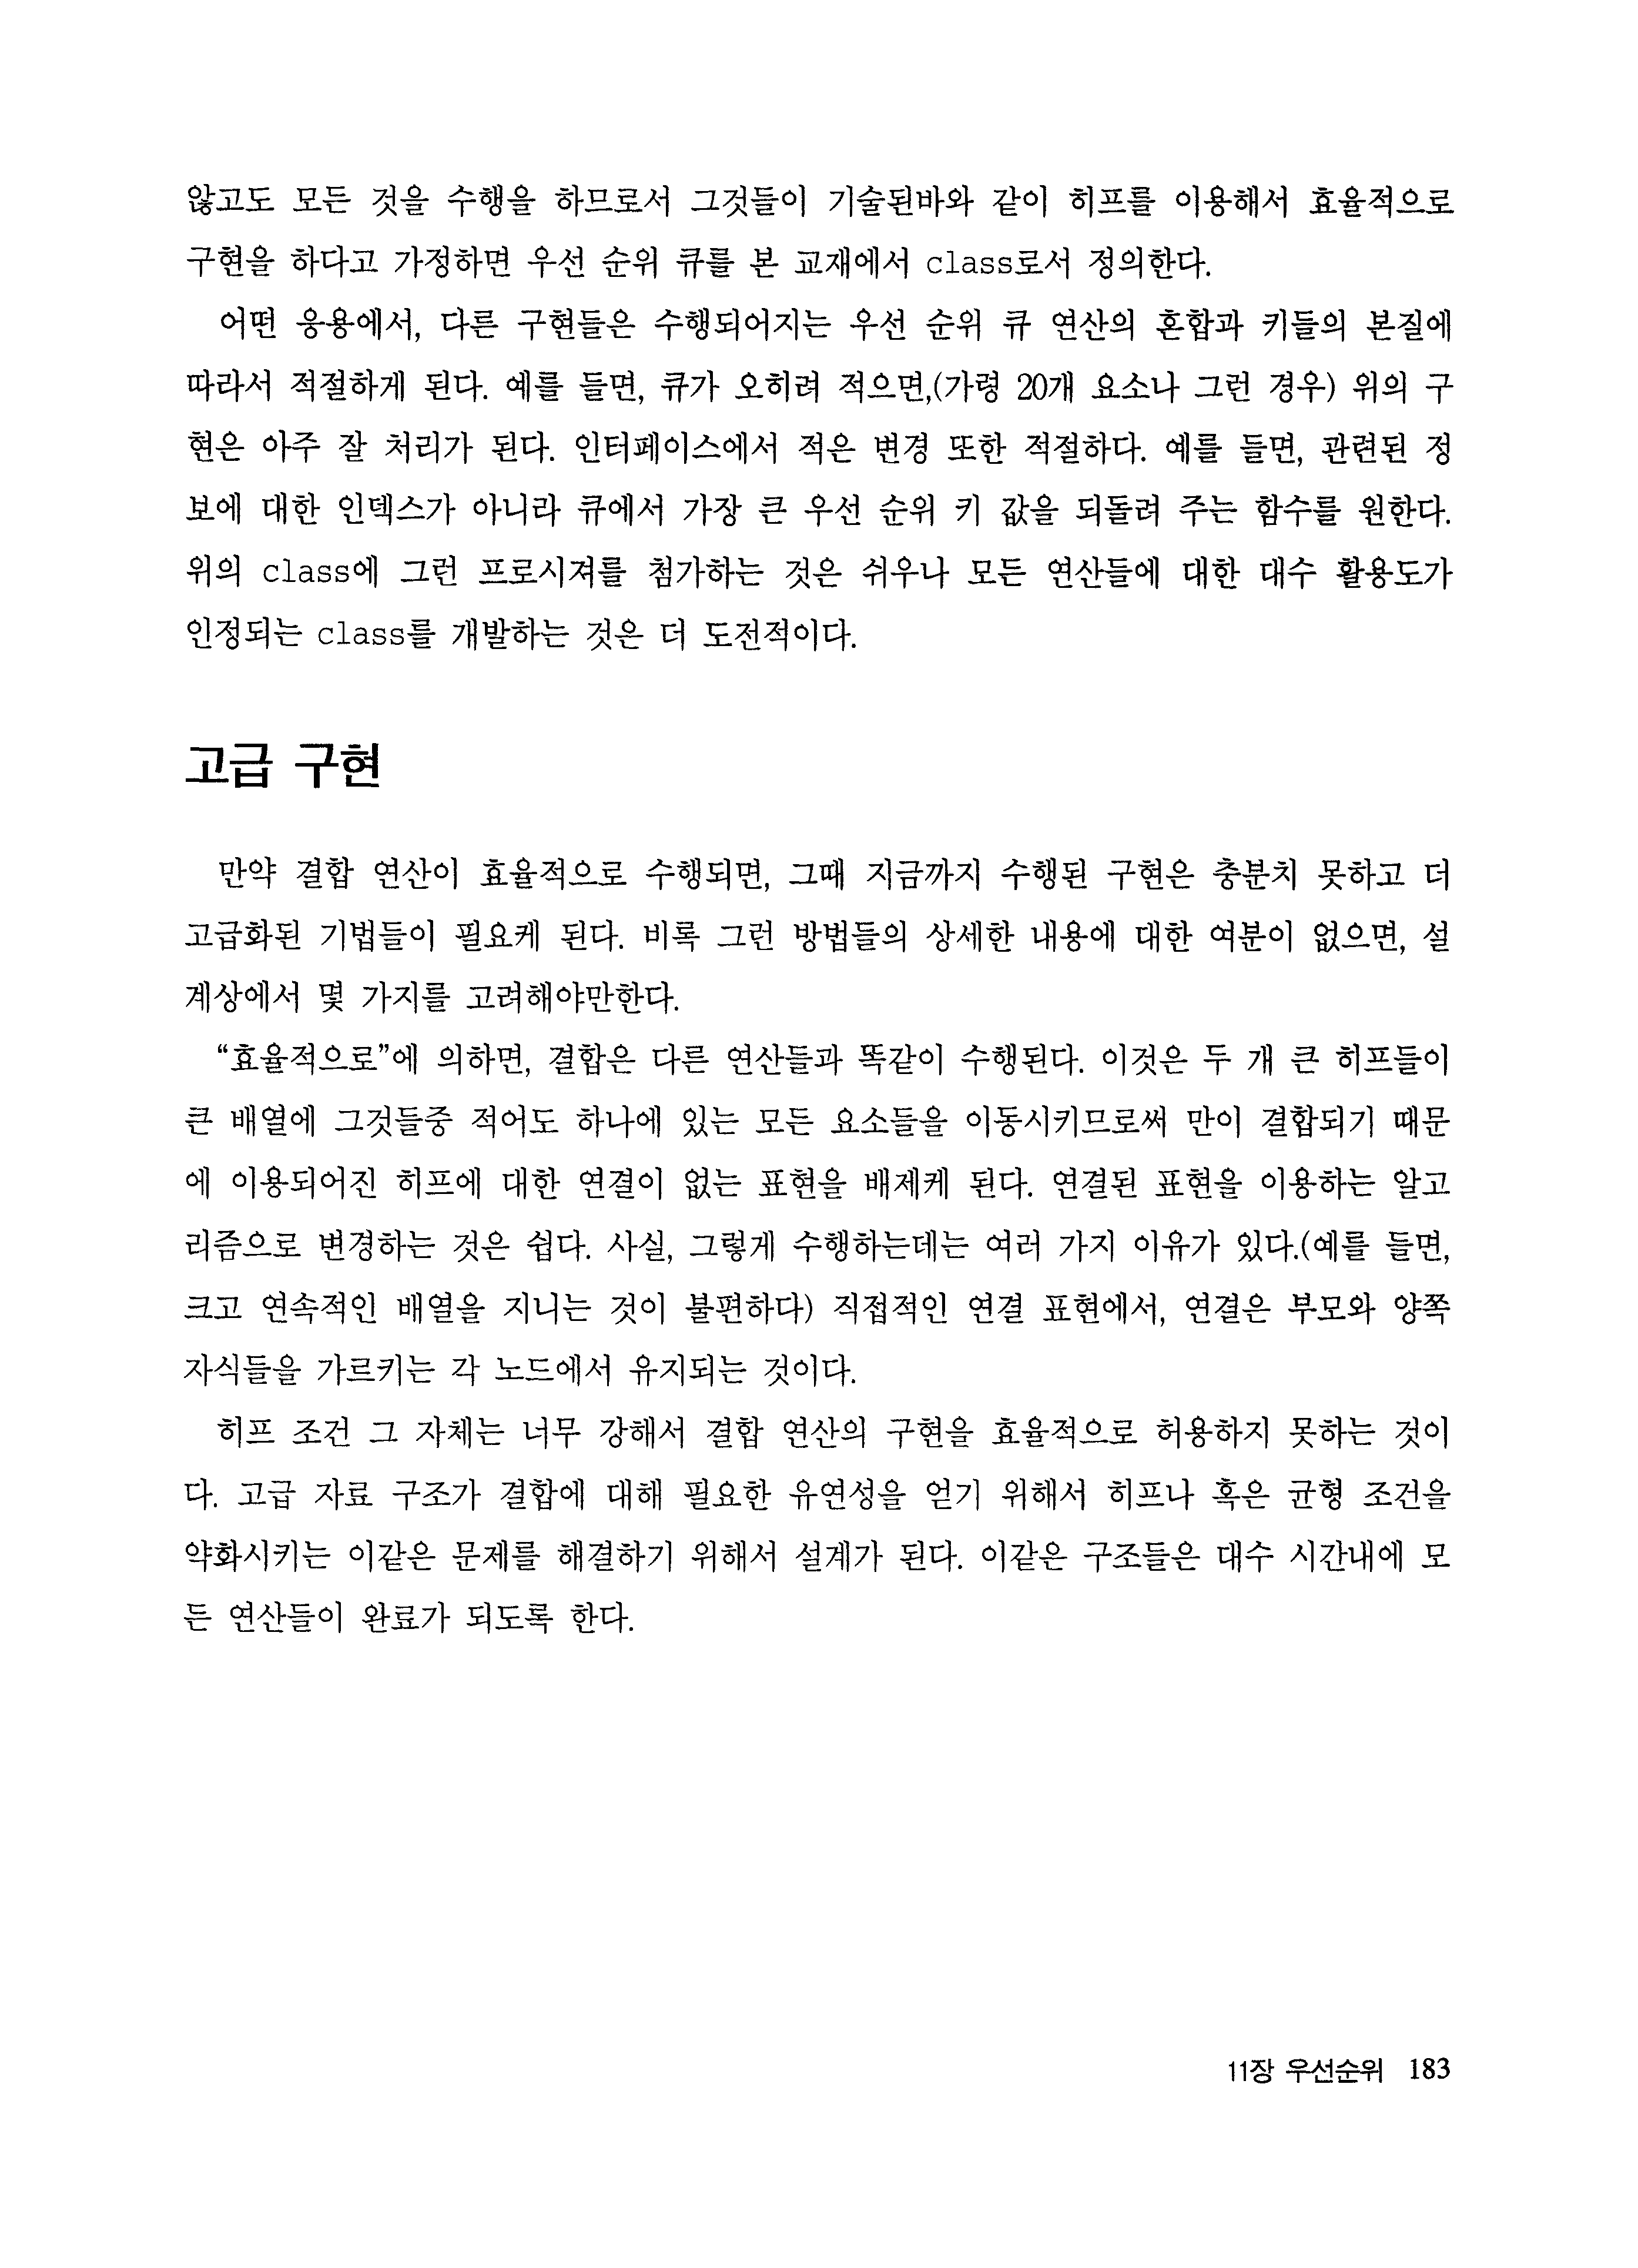 않고도 모든 것을 수행을 하므로서 그것들이 기술된바와 같이 히프를 이용해서 효율적으로
구현을 하다고 가정하면 우선 순위 큐를 본 교재에서 class로서 정의한다.
어떤 응용에서, 다른 구현들은 수행되어지는 우선 순위 큐 연산의 혼합과 키들의 본질에
따라서 적절하게 된다. 예를 들면, 큐가 오히려 적으면,(가령 20개 요소나 그런 경우) 위의 구
현은 아주 잘 처리가 된다. 인터페이스에서 적은 변경 또한 적절하다. 예를 들면, 관련된 정
보에 대한 인덱스가 아니라 큐에서 가장 큰 우선 순위 키 값을 되돌려 주는 함수를 원한다.
위의 class에 그런 프로시져를 첨가하는 것은 쉬우나 모든 연산들에 대한 대수 활용도가
인정되는 class를 개발하는 것은 더 도전적이다.
고급 구현
만약 결합 연산이 효율적으로 수행되면, 그때 지금까지 수행된 구현은 충분치 못하고 더
고급화된 기법들이 필요케 된다. 비록 그런 방법들의 상세한 내용에 대한 여분이 없으면, 설
계상에서 몇 가지를 고려해야만한다.
“효율적으로”에 의하면, 결합은 다른 연산들과 똑같이 수행된다. 이것은 두 개 큰 히프들이
큰 배열에 그것들중 적어도 하나에 있는 모든 요소들을 이동시키므로써 만이 결합되기 때문
에 이용되어진 히프에 대한 연결이 없는 표현을 배제케 된다. 연결된 표현을 이용하는 알고
리즘으로 변경하는 것은 쉽다. 사실, 그렇게 수행하는데는 여러 가지 이유가 있다.(예를 들면,
크고 연속적인 배열을 지니는 것이 불편하다) 직접적인 연결 표현에서, 연결은 부모와 양쪽
자식들을 가르키는 각 노드에서 유지되는 것이다.
히프 조건 그 자체는 너무 강해서 결합 연산의 구현을 효율적으로 허용하지 못하는 것이
다. 고급 자료 구조가 결합에 대해 필요한 유연성을 얻기 위해서 히프나 혹은 균형 조건을
약화시키는 이같은 문제를 해결하기 위해서 설계가 된다. 이같은 구조들은 대수 시간내에 모
든 연산들이 완료가 되도록 한다.
11장 우선순위 183